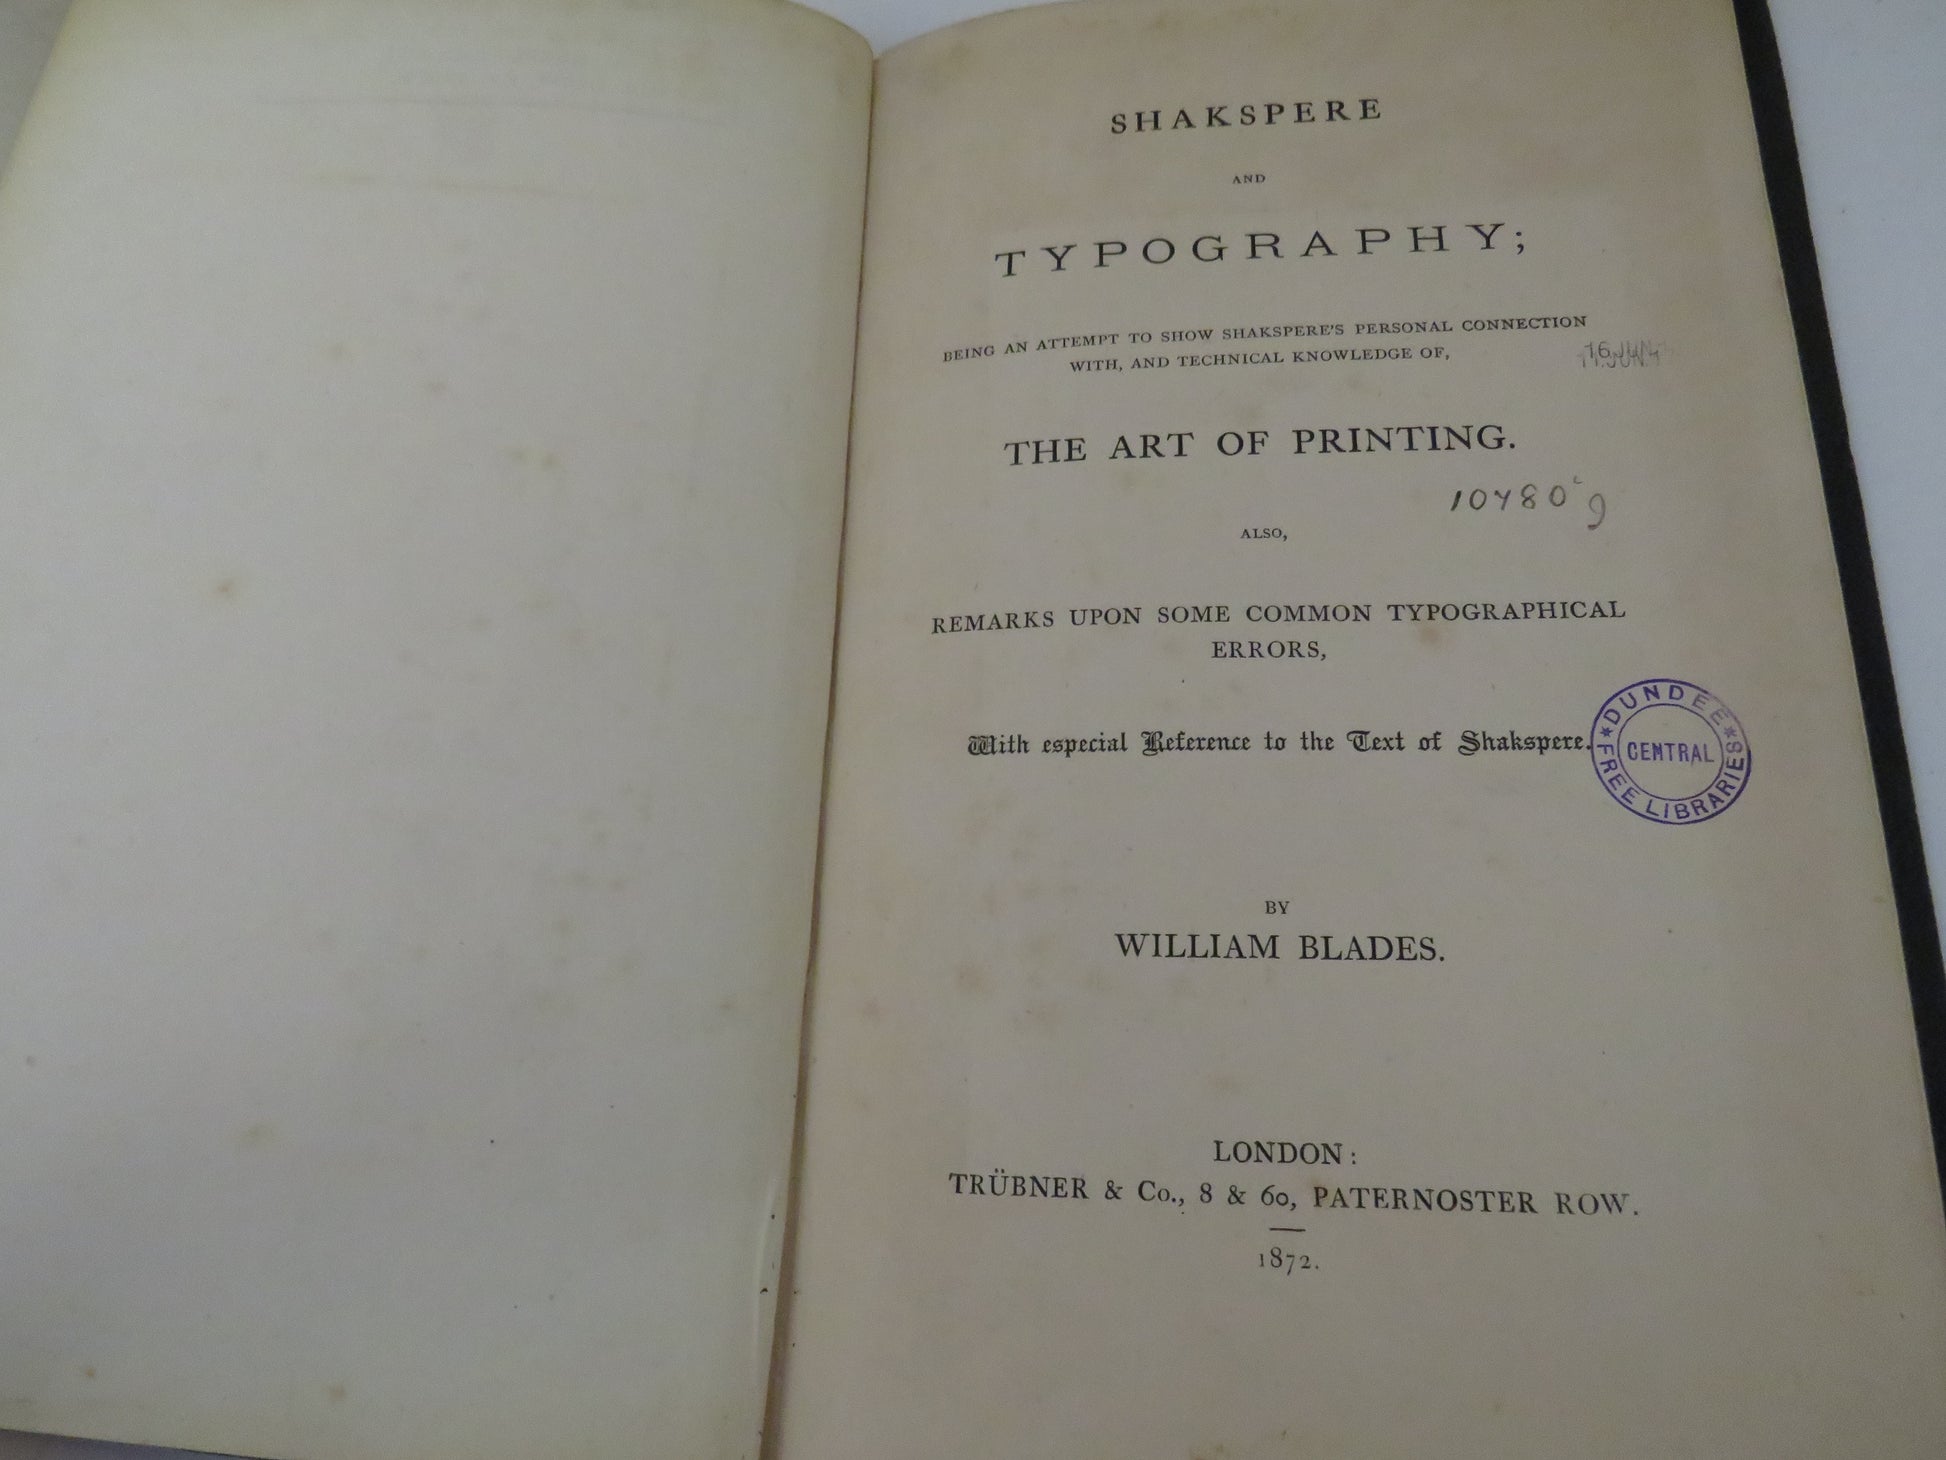 SHAKSPERE
AND
TYPOGRAPHY;
BEING AN ATTEMPT TO SHOW SHAKSPERE'S PERSONAL CONNECTION
WITH, AND TECHNICAL KNOWLEDGE OF,
THE ART OF PRINTING.
10480
ALSO,
REMARKS UPON SOME COMMON TYPOGRAPHICAL
ERRORS,
With especial Reference to the Text of Shakspere.
DUNDEE
CENTRAL
FREE LIBRARIES
BY
WILLIAM BLADES.
LONDON:
TRÜBNER & Co., 8 & 60, PATERNOSTER ROW.
1872.